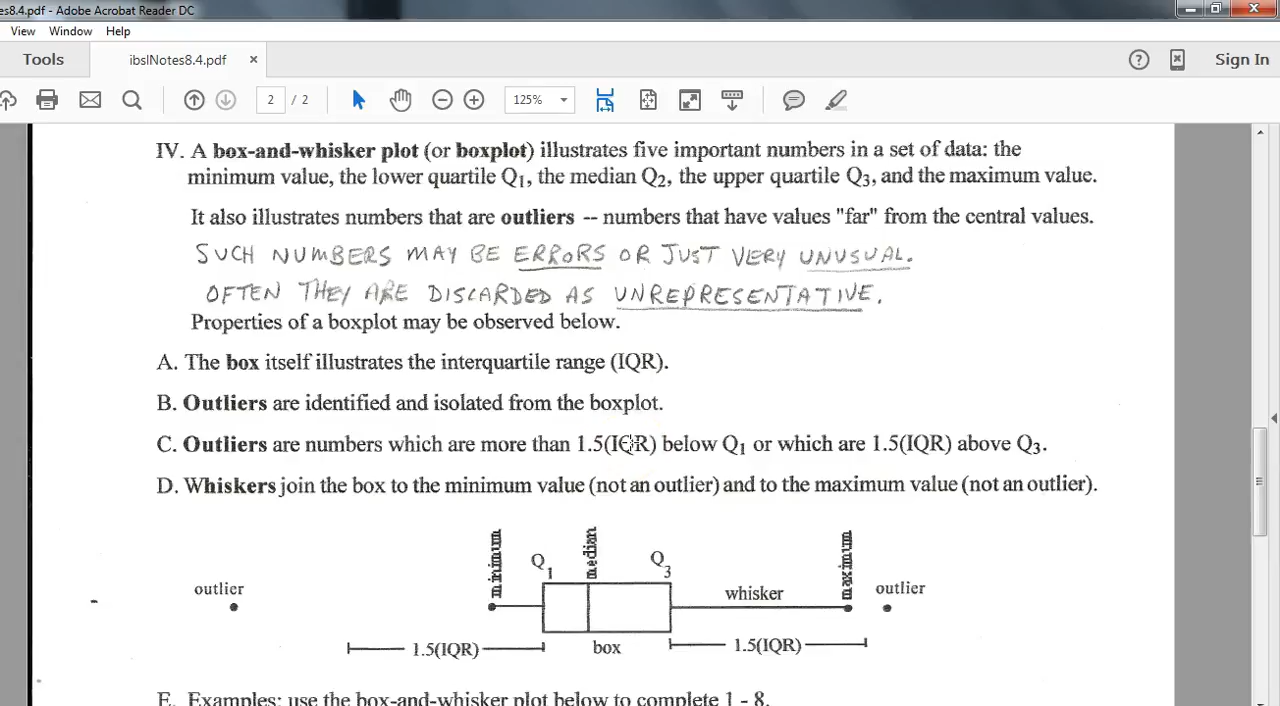 es8.4.pdf - Adobe Acrobat Reader DC
View Window Help
Tools ibslNotes8.4.pdf × Sign In
2 / 2 125%
IV. A box-and-whisker plot (or boxplot) illustrates five important numbers in a set of data: the
minimum value, the lower quartile Q1, the median Q2, the upper quartile Q3, and the maximum value.
It also illustrates numbers that are outliers -- numbers that have values "far" from the central values.
SUCH NUMBERS MAY BE ERRORS OR JUST VERY UNUSUAL.
OFTEN THEY ARE DISCARDED AS UNREPRESENTATIVE.
Properties of a boxplot may be observed below.
A. The box itself illustrates the interquartile range (IQR).
B. Outliers are identified and isolated from the boxplot.
C. Outliers are numbers which are more than 1.5(IQR) below Q1 or which are 1.5(IQR) above Q3.
D. Whiskers join the box to the minimum value (not an outlier) and to the maximum value (not an outlier).
minimum
Q1
median
Q3
maximum
outlier
whisker
outlier
1.5(IQR)
box
1.5(IQR)
E. Examples: use the box-and-whisker plot below to complete 1 - 8.